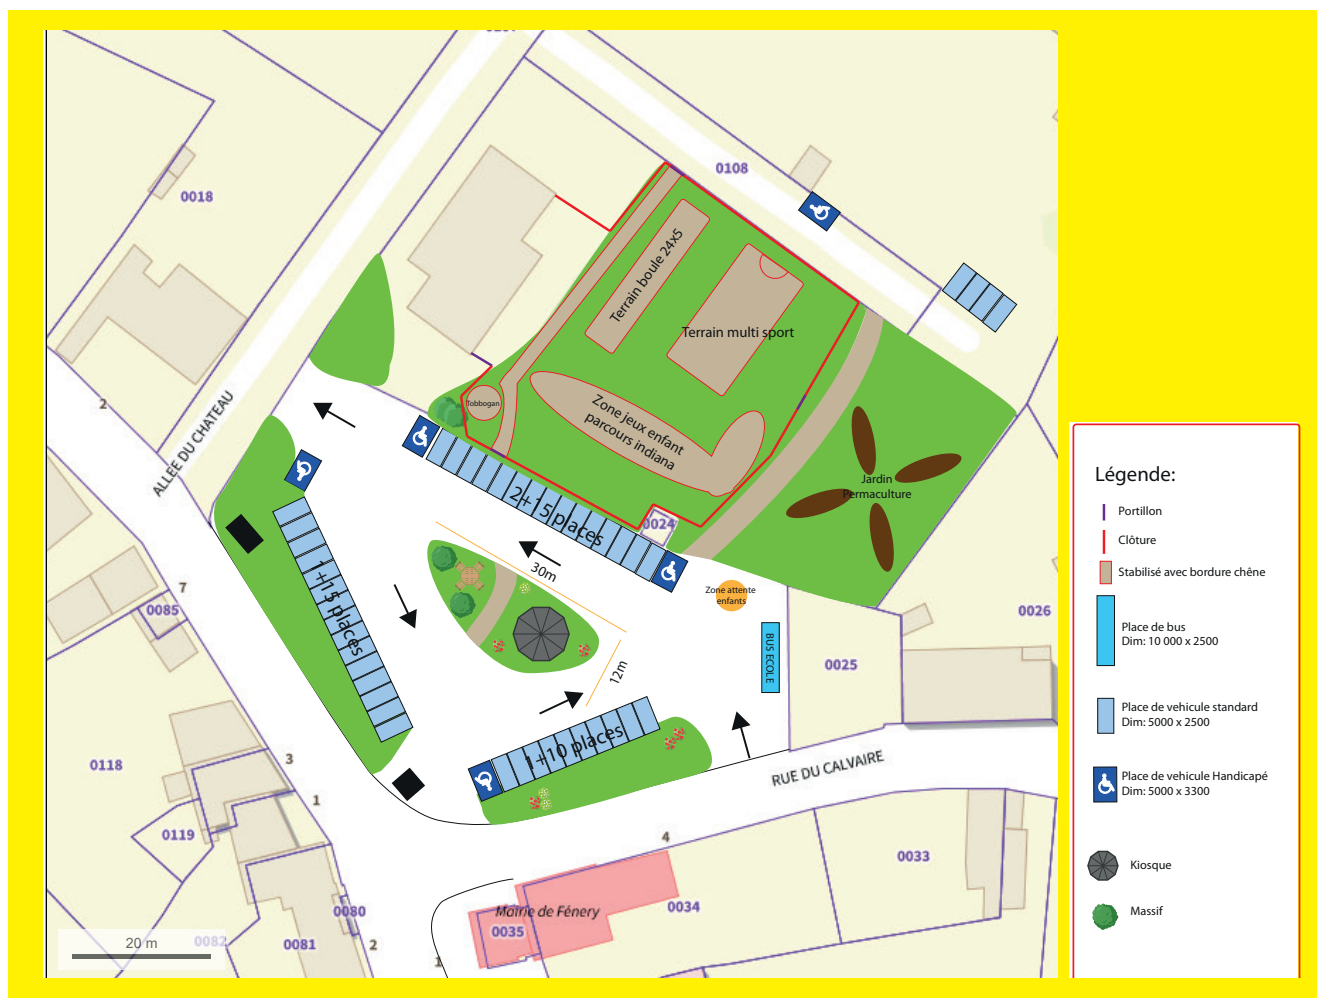 0108
0018
Terrain boule 24x5
Terrain multi sport
2
ALLEE DU CHATEAU
Tobbogan
Zone jeux enfant
parcours indiana
Jardin
Permaculture
2+15 places
0024
30m
Zone attente
enfants
7
0085
1+15 places
BUS ECOLE
0025
0026
12m
1+10 places
RUE DU CALVAIRE
0118
3
1
0119
4
0033
Mairie de Fénery
0034
0035
0080
0082
0081
2
1
20 m
Légende:
Portillon
Clôture
Stabilisé avec bordure chêne
Place de bus
Dim: 10 000 x 2500
Place de vehicule standard
Dim: 5000 x 2500
Place de vehicule Handicapé
Dim: 5000 x 3300
Kiosque
Massif